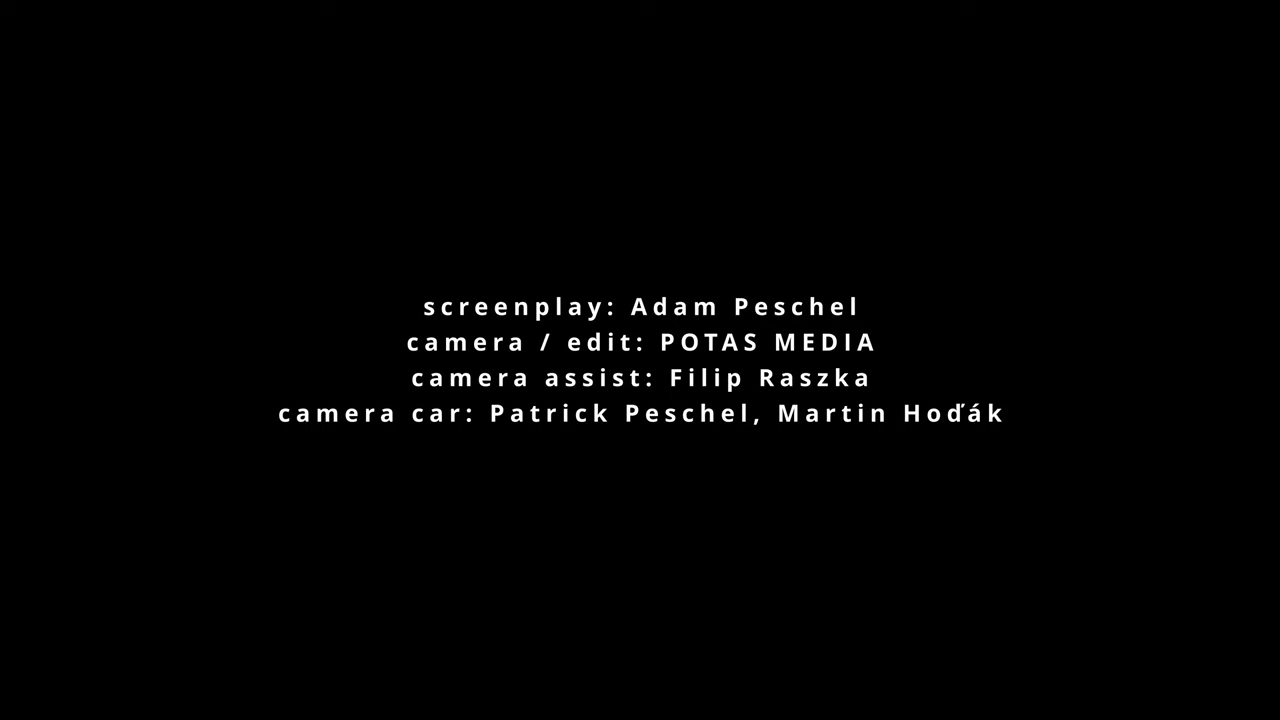 screenplay: Adam Peschel
camera / edit: POTAS MEDIA
camera assist: Filip Raszka
camera car: Patrick Peschel, Martin Hoďák